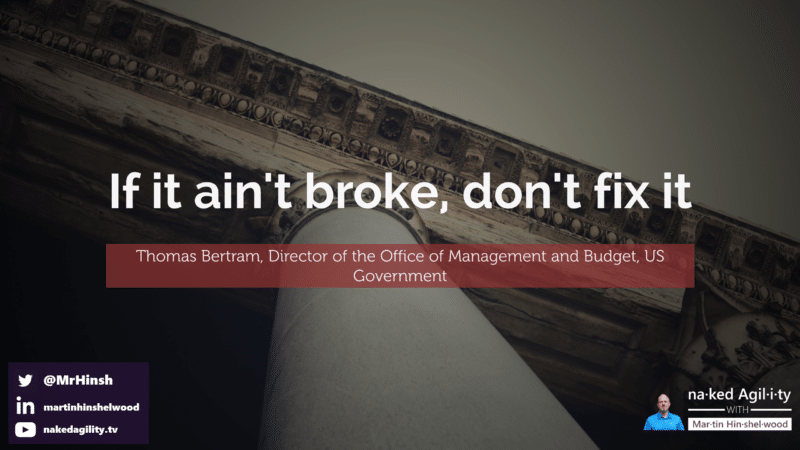 If it ain't broke, don't fix it
Thomas Bertram, Director of the Office of Management and Budget, US
Government
@MrHinsh
martinhinshelwood
nakedagility.tv
na·ked Agil·i·ty
WITH
Mar·tin Hin·shel·wood